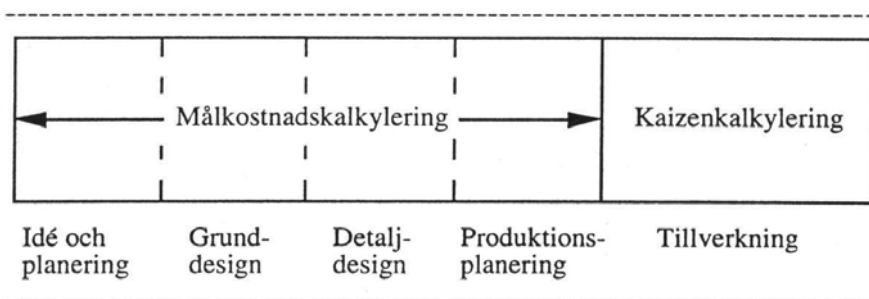 Målkostnadskalkylering
Kaizenkalkylering
Idé och
planering
Grund-
design
Detalj-
design
Produktions-
planering
Tillverkning